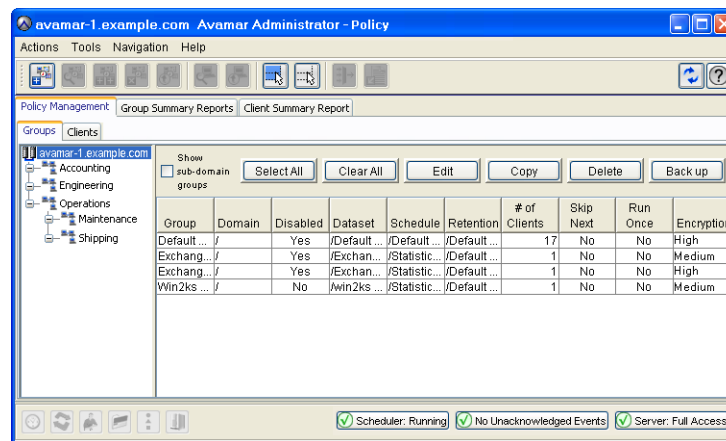 avamar-1.example.com Avamar Administrator - Policy
Actions Tools Navigation Help
Policy Management Group Summary Reports Client Summary Report
Groups Clients
avamar-1.example.com
Accounting
Engineering
Operations
Maintenance
Shipping
Show sub-domain groups Select All Clear All Edit Copy Delete Back up
Group Domain Disabled Dataset Schedule Retention # of Clients Skip Next Run Once Encryptio
Default ... / Yes /Default ... /Default ... /Default ... 17 No No High
Exchang... / Yes /Exchan... /Statistic... /Default ... 1 No No Medium
Exchang... / Yes /Exchan... /Statistic... /Default ... 1 No No High
Win2ks ... / No /win2ks ... /Statistic... /Default ... 1 No No Medium
Scheduler: Running No Unacknowledged Events Server: Full Access